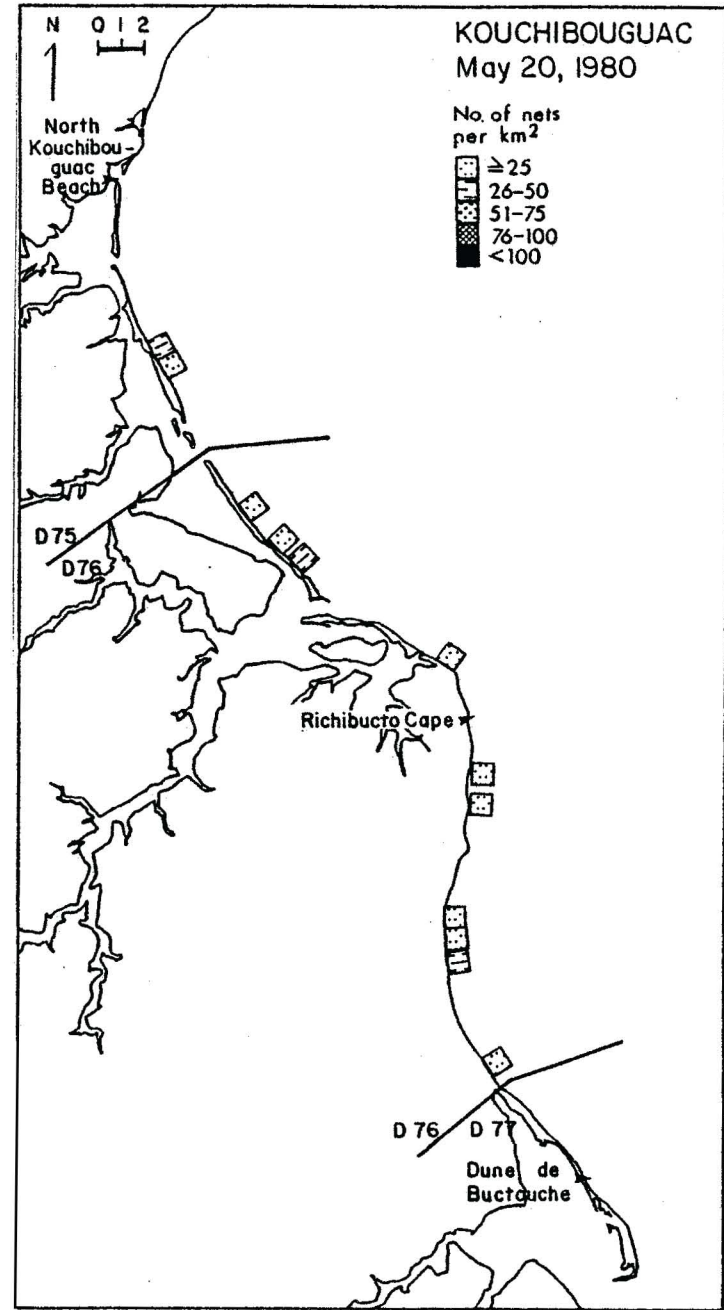 KOUCHIBOUGUAC
May 20, 1980
N
0 1 2
No. of nets
per km²
≧25
26-50
51-75
76-100
<100
North
Kouchibou-
guac
Beach
D75
D76
Richibucto Cape
D 76
D 77
Dune de
Buctouche